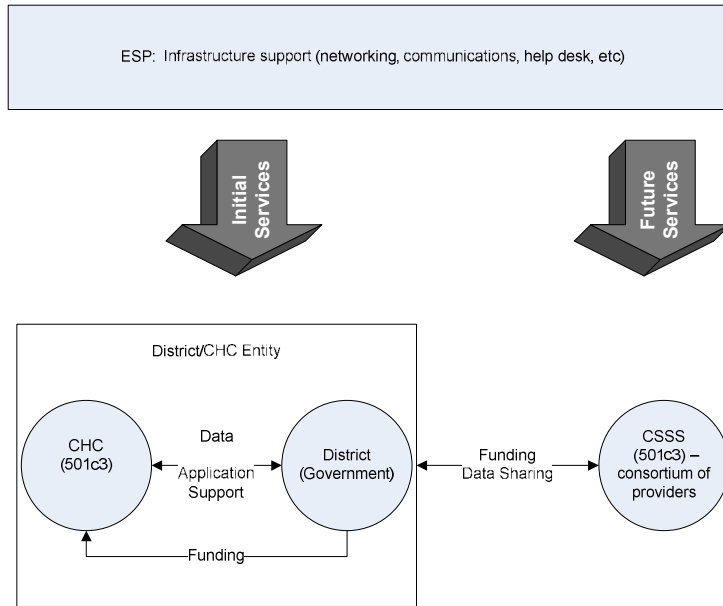 ESP: Infrastructure support (networking, communications, help desk, etc)
Initial
Services
Future
Services
District/CHC Entity
CHC
(501c3)
Data
Application
Support
District
(Government)
Funding
Funding
Data Sharing
CSSS
(501c3) –
consortium of
providers